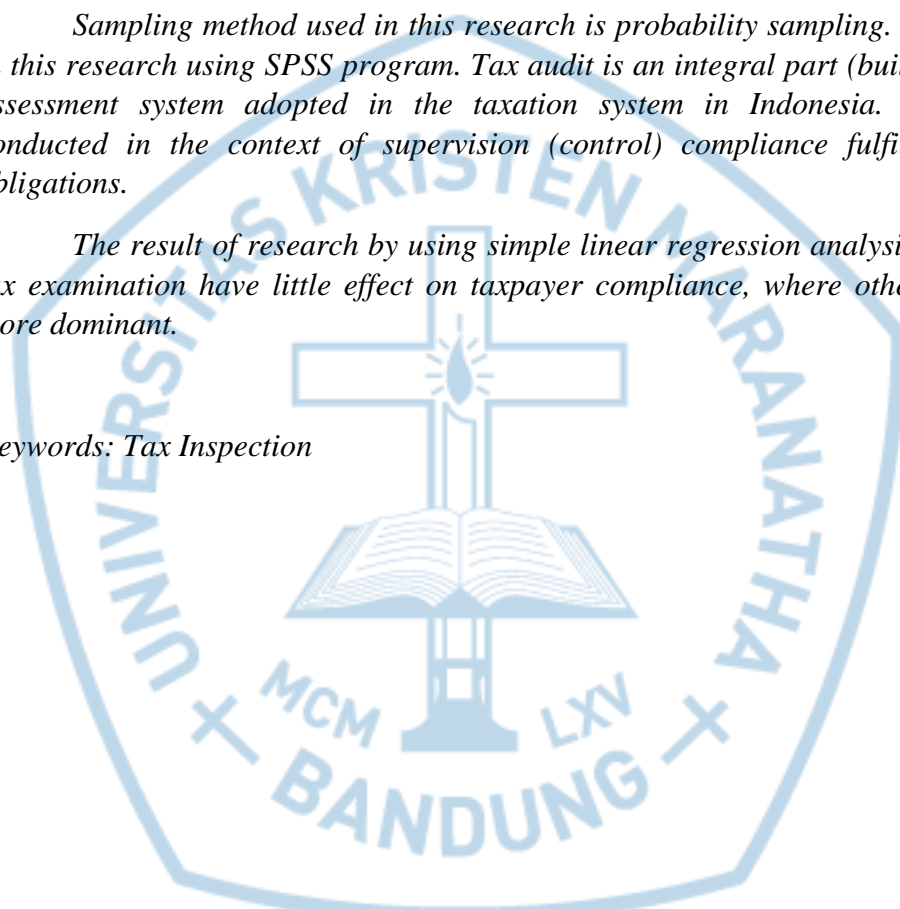 Sampling method used in this research is probability sampling.
this research using SPSS program. Tax audit is an integral part (buil
ssessment system adopted in the taxation system in Indonesia.
onducted in the context of supervision (control) compliance fulfi
bligations.
The result of research by using simple linear regression analysi
x examination have little effect on taxpayer compliance, where othe
ore dominant.
eywords: Tax Inspection
UNIVERSITAS KRISTEN MARANATHA
MCM LXV
+ BANDUNG +